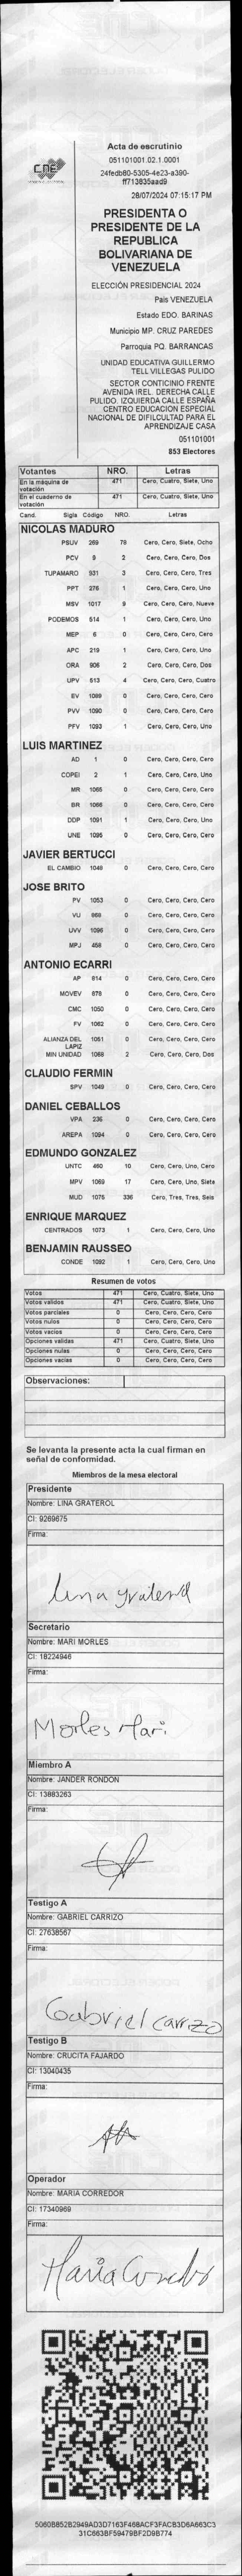 CNE
Acta de escrutinio
051101001.02.1.0001
24fedb80-5305-4e23-a390-
ff713835aad9
28/07/2024 07:15:17 PM
PRESIDENTA O
PRESIDENTE DE LA
REPUBLICA
BOLIVARIANA DE
VENEZUELA
ELECCIÓN PRESIDENCIAL 2024
País VENEZUELA
Estado EDO. BARINAS
Municipio MP. CRUZ PAREDES
Parroquia PQ. BARRANCAS
UNIDAD EDUCATIVA GUILLERMO
TELL VILLEGAS PULIDO
SECTOR CONTICINIO FRENTE
AVENIDA IREL. DERECHA CALLE
PULIDO. IZQUIERDA CALLE ESPAÑA
CENTRO EDUCACION ESPECIAL
NACIONAL DE DIFILCULTAD PARA EL
APRENDIZAJE CASA
051101001
853 Electores
Votantes NRO. Letras
En la máquina de votación 471 Cero, Cuatro, Siete, Uno
En el cuaderno de votación 471 Cero, Cuatro, Siete, Uno
Cand. Sigla Código NRO. Letras
NICOLAS MADURO
PSUV 269 78 Cero, Cero, Siete, Ocho
PCV 9 2 Cero, Cero, Cero, Dos
TUPAMARO 931 3 Cero, Cero, Cero, Tres
PPT 276 1 Cero, Cero, Cero, Uno
MSV 1017 9 Cero, Cero, Cero, Nueve
PODEMOS 514 1 Cero, Cero, Cero, Uno
MEP 6 0 Cero, Cero, Cero, Cero
APC 219 1 Cero, Cero, Cero, Uno
ORA 906 2 Cero, Cero, Cero, Dos
UPV 513 4 Cero, Cero, Cero, Cuatro
EV 1089 0 Cero, Cero, Cero, Cero
PVV 1090 0 Cero, Cero, Cero, Cero
PFV 1093 1 Cero, Cero, Cero, Uno
LUIS MARTINEZ
AD 1 0 Cero, Cero, Cero, Cero
COPEI 2 1 Cero, Cero, Cero, Uno
MR 1065 0 Cero, Cero, Cero, Cero
BR 1066 0 Cero, Cero, Cero, Cero
DDP 1091 1 Cero, Cero, Cero, Uno
UNE 1095 0 Cero, Cero, Cero, Cero
JAVIER BERTUCCI
EL CAMBIO 1048 0 Cero, Cero, Cero, Cero
JOSE BRITO
PV 1053 0 Cero, Cero, Cero, Cero
VU 868 0 Cero, Cero, Cero, Cero
UVV 1096 0 Cero, Cero, Cero, Cero
MPJ 458 0 Cero, Cero, Cero, Cero
ANTONIO ECARRI
AP 814 0 Cero, Cero, Cero, Cero
MOVEV 878 0 Cero, Cero, Cero, Cero
CMC 1050 0 Cero, Cero, Cero, Cero
FV 1062 0 Cero, Cero, Cero, Cero
ALIANZA DEL LAPIZ 1051 0 Cero, Cero, Cero, Cero
MIN UNIDAD 1068 2 Cero, Cero, Cero, Dos
CLAUDIO FERMIN
SPV 1049 0 Cero, Cero, Cero, Cero
DANIEL CEBALLOS
VPA 236 0 Cero, Cero, Cero, Cero
AREPA 1094 0 Cero, Cero, Cero, Cero
EDMUNDO GONZALEZ
UNTC 460 10 Cero, Cero, Uno, Cero
MPV 1069 17 Cero, Cero, Uno, Siete
MUD 1075 336 Cero, Tres, Tres, Seis
ENRIQUE MARQUEZ
CENTRADOS 1073 1 Cero, Cero, Cero, Uno
BENJAMIN RAUSSEO
CONDE 1092 1 Cero, Cero, Cero, Uno
Resumen de votos
Votos 471 Cero, Cuatro, Siete, Uno
Votos validos 471 Cero, Cuatro, Siete, Uno
Votos parciales 0 Cero, Cero, Cero, Cero
Votos nulos 0 Cero, Cero, Cero, Cero
Votos vacios 0 Cero, Cero, Cero, Cero
Opciones validas 471 Cero, Cuatro, Siete, Uno
Opciones nulas 0 Cero, Cero, Cero, Cero
Opciones vacias 0 Cero, Cero, Cero, Cero
Observaciones:
Se levanta la presente acta la cual firman en
señal de conformidad.
Miembros de la mesa electoral
Presidente
Nombre: LINA GRATEROL
CI: 9269675
Firma:
Lina Graterol
Secretario
Nombre: MARI MORLES
CI: 18224946
Firma:
Morles Mari
Miembro A
Nombre: JANDER RONDON
CI: 13883263
Firma:
Testigo A
Nombre: GABRIEL CARRIZO
CI: 27638567
Firma:
Gabriel Carrizo
Testigo B
Nombre: CRUCITA FAJARDO
CI: 13040435
Firma:
Operador
Nombre: MARIA CORREDOR
CI: 17340969
Firma:
Maria Corredor
5060B852B2949AD3D7163F468ACF3FACB3D6A663C3
31C663BF59479BF2D9B774